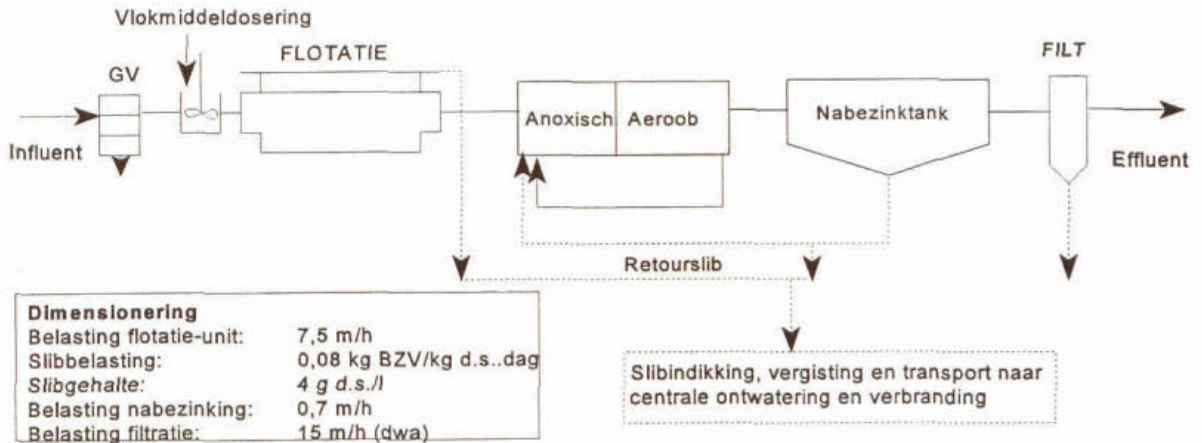 Vlokmiddeldosering
FLOTATIE
FILT
GV
Anoxisch
Aeroob
Nabezinktank
Influent
Effluent
Retourslib
Dimensionering
Belasting flotatie-unit: 7,5 m/h
Slibbelasting: 0,08 kg BZV/kg d.s..dag
Slibgehalte: 4 g d.s./l
Belasting nabezinking: 0,7 m/h
Belasting filtratie: 15 m/h (dwa)
Slibindikking, vergisting en transport naar
centrale ontwatering en verbranding